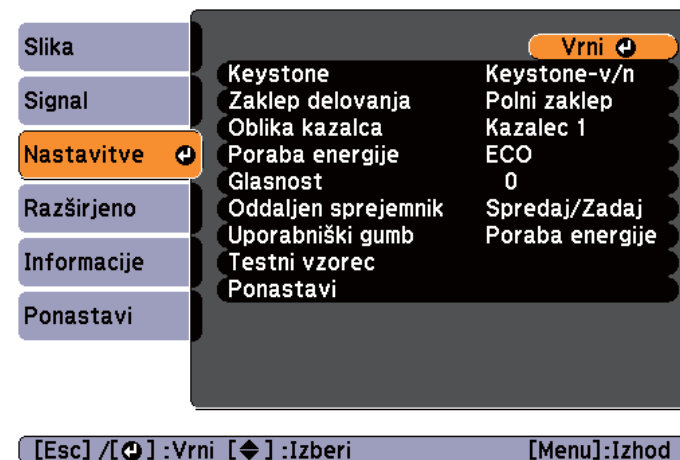 Slika
Signal
Nastavitve
Razširjeno
Informacije
Ponastavi
Vrni
Keystone Keystone-v/n
Zaklep delovanja Polni zaklep
Oblika kazalca Kazalec 1
Poraba energije ECO
Glasnost 0
Oddaljen sprejemnik Spredaj/Zadaj
Uporabniški gumb Poraba energije
Testni vzorec
Ponastavi
[Esc] /[⏎] :Vrni [◆] :Izberi [Menu]:Izhod